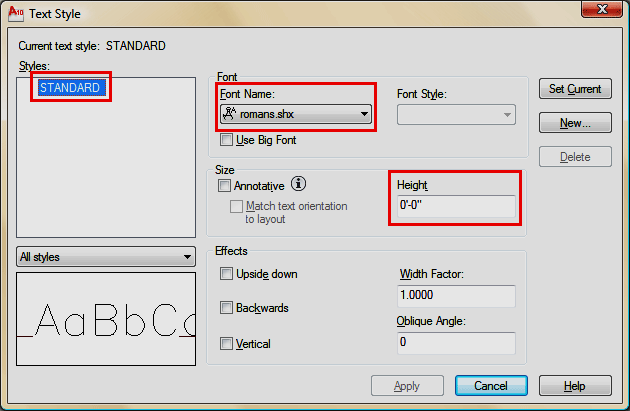 A10 Text Style
Current text style: STANDARD
Styles:
STANDARD
All styles
AaBbCc
Font
Font Name:
romans.shx
Font Style:
Use Big Font
Size
Annotative
Match text orientation
to layout
Height
0'-0"
Effects
Upside down
Backwards
Vertical
Width Factor:
1.0000
Oblique Angle:
0
Set Current
New...
Delete
Apply
Cancel
Help